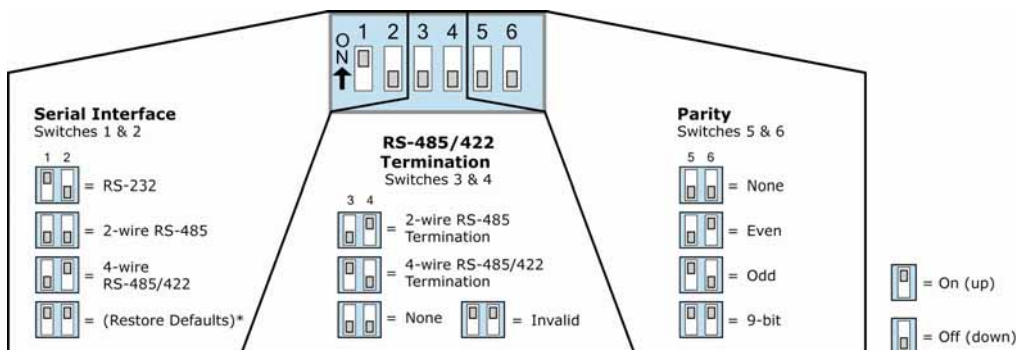 ON
1 2 3 4 5 6
Serial Interface
Switches 1 & 2
1 2
= RS-232
= 2-wire RS-485
= 4-wire
RS-485/422
= (Restore Defaults)*
RS-485/422
Termination
Switches 3 & 4
3 4
= 2-wire RS-485
Termination
= 4-wire RS-485/422
Termination
= None
= Invalid
Parity
Switches 5 & 6
5 6
= None
= Even
= Odd
= 9-bit
= On (up)
= Off (down)